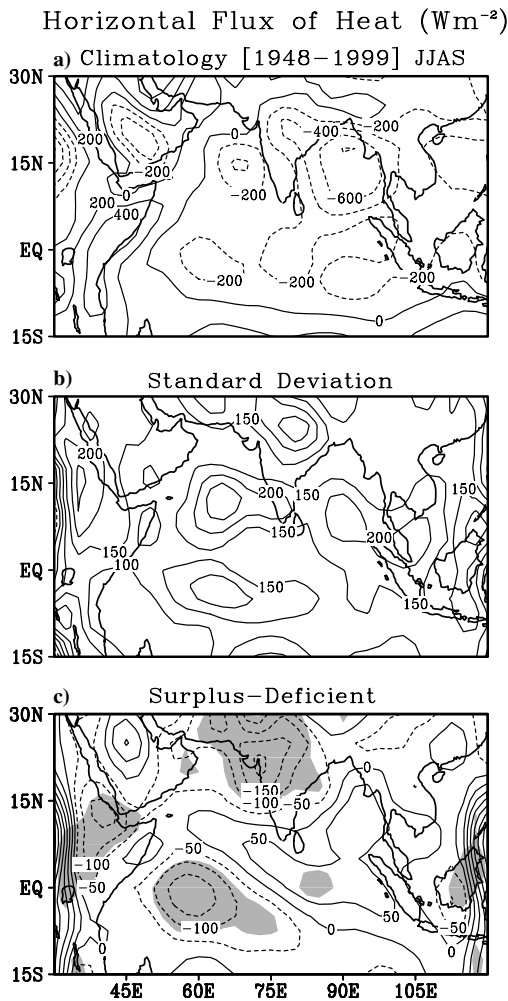 Horizontal Flux of Heat (Wm⁻²)
a) Climatology [1948−1999] JJAS
30N
15N
EQ
15S
200
−200
0
200
400
0
−200
−400
−200
−600
−200
−200
−200
0
b) Standard Deviation
30N
15N
EQ
15S
150
200
200
150
150
150
200
150
100
150
150
c) Surplus−Deficient
30N
15N
EQ
15S
0
−150
−100
−50
50
−50
−100
−50
−100
50
0
−50
0
0
45E 60E 75E 90E 105E